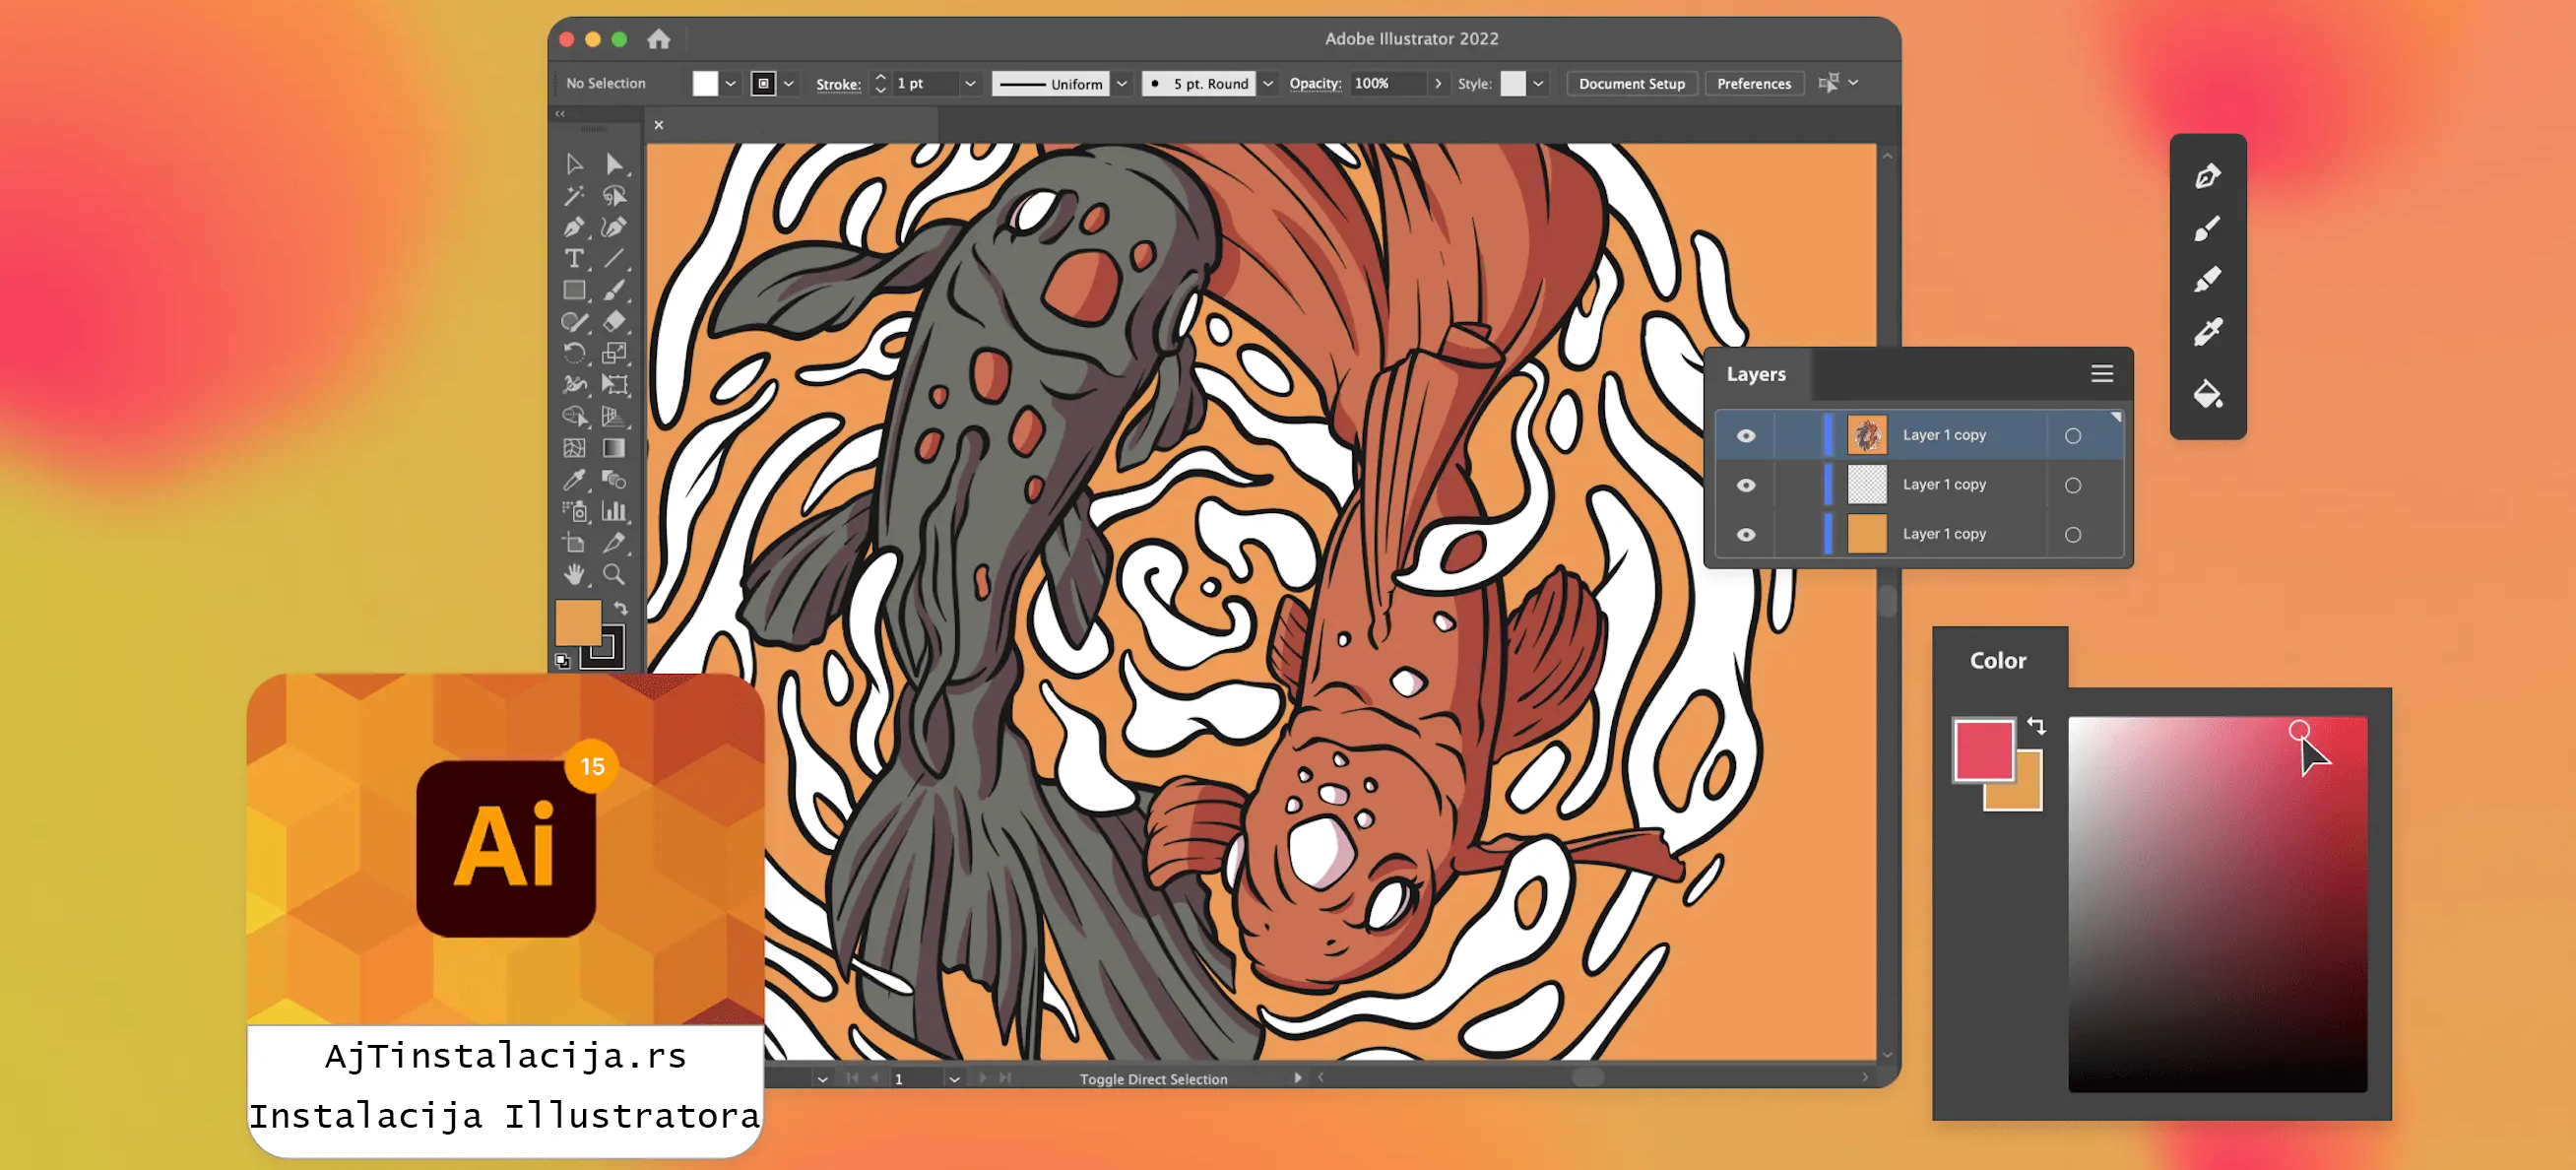 Adobe Illustrator 2022
No Selection Stroke: 1 pt Uniform 5 pt. Round Opacity: 100% Style: Document Setup Preferences
Layers
Layer 1 copy
Layer 1 copy
Layer 1 copy
Color
15
Ai
AjTinstalacija.rs
Instalacija Illustratora
1 Toggle Direct Selection